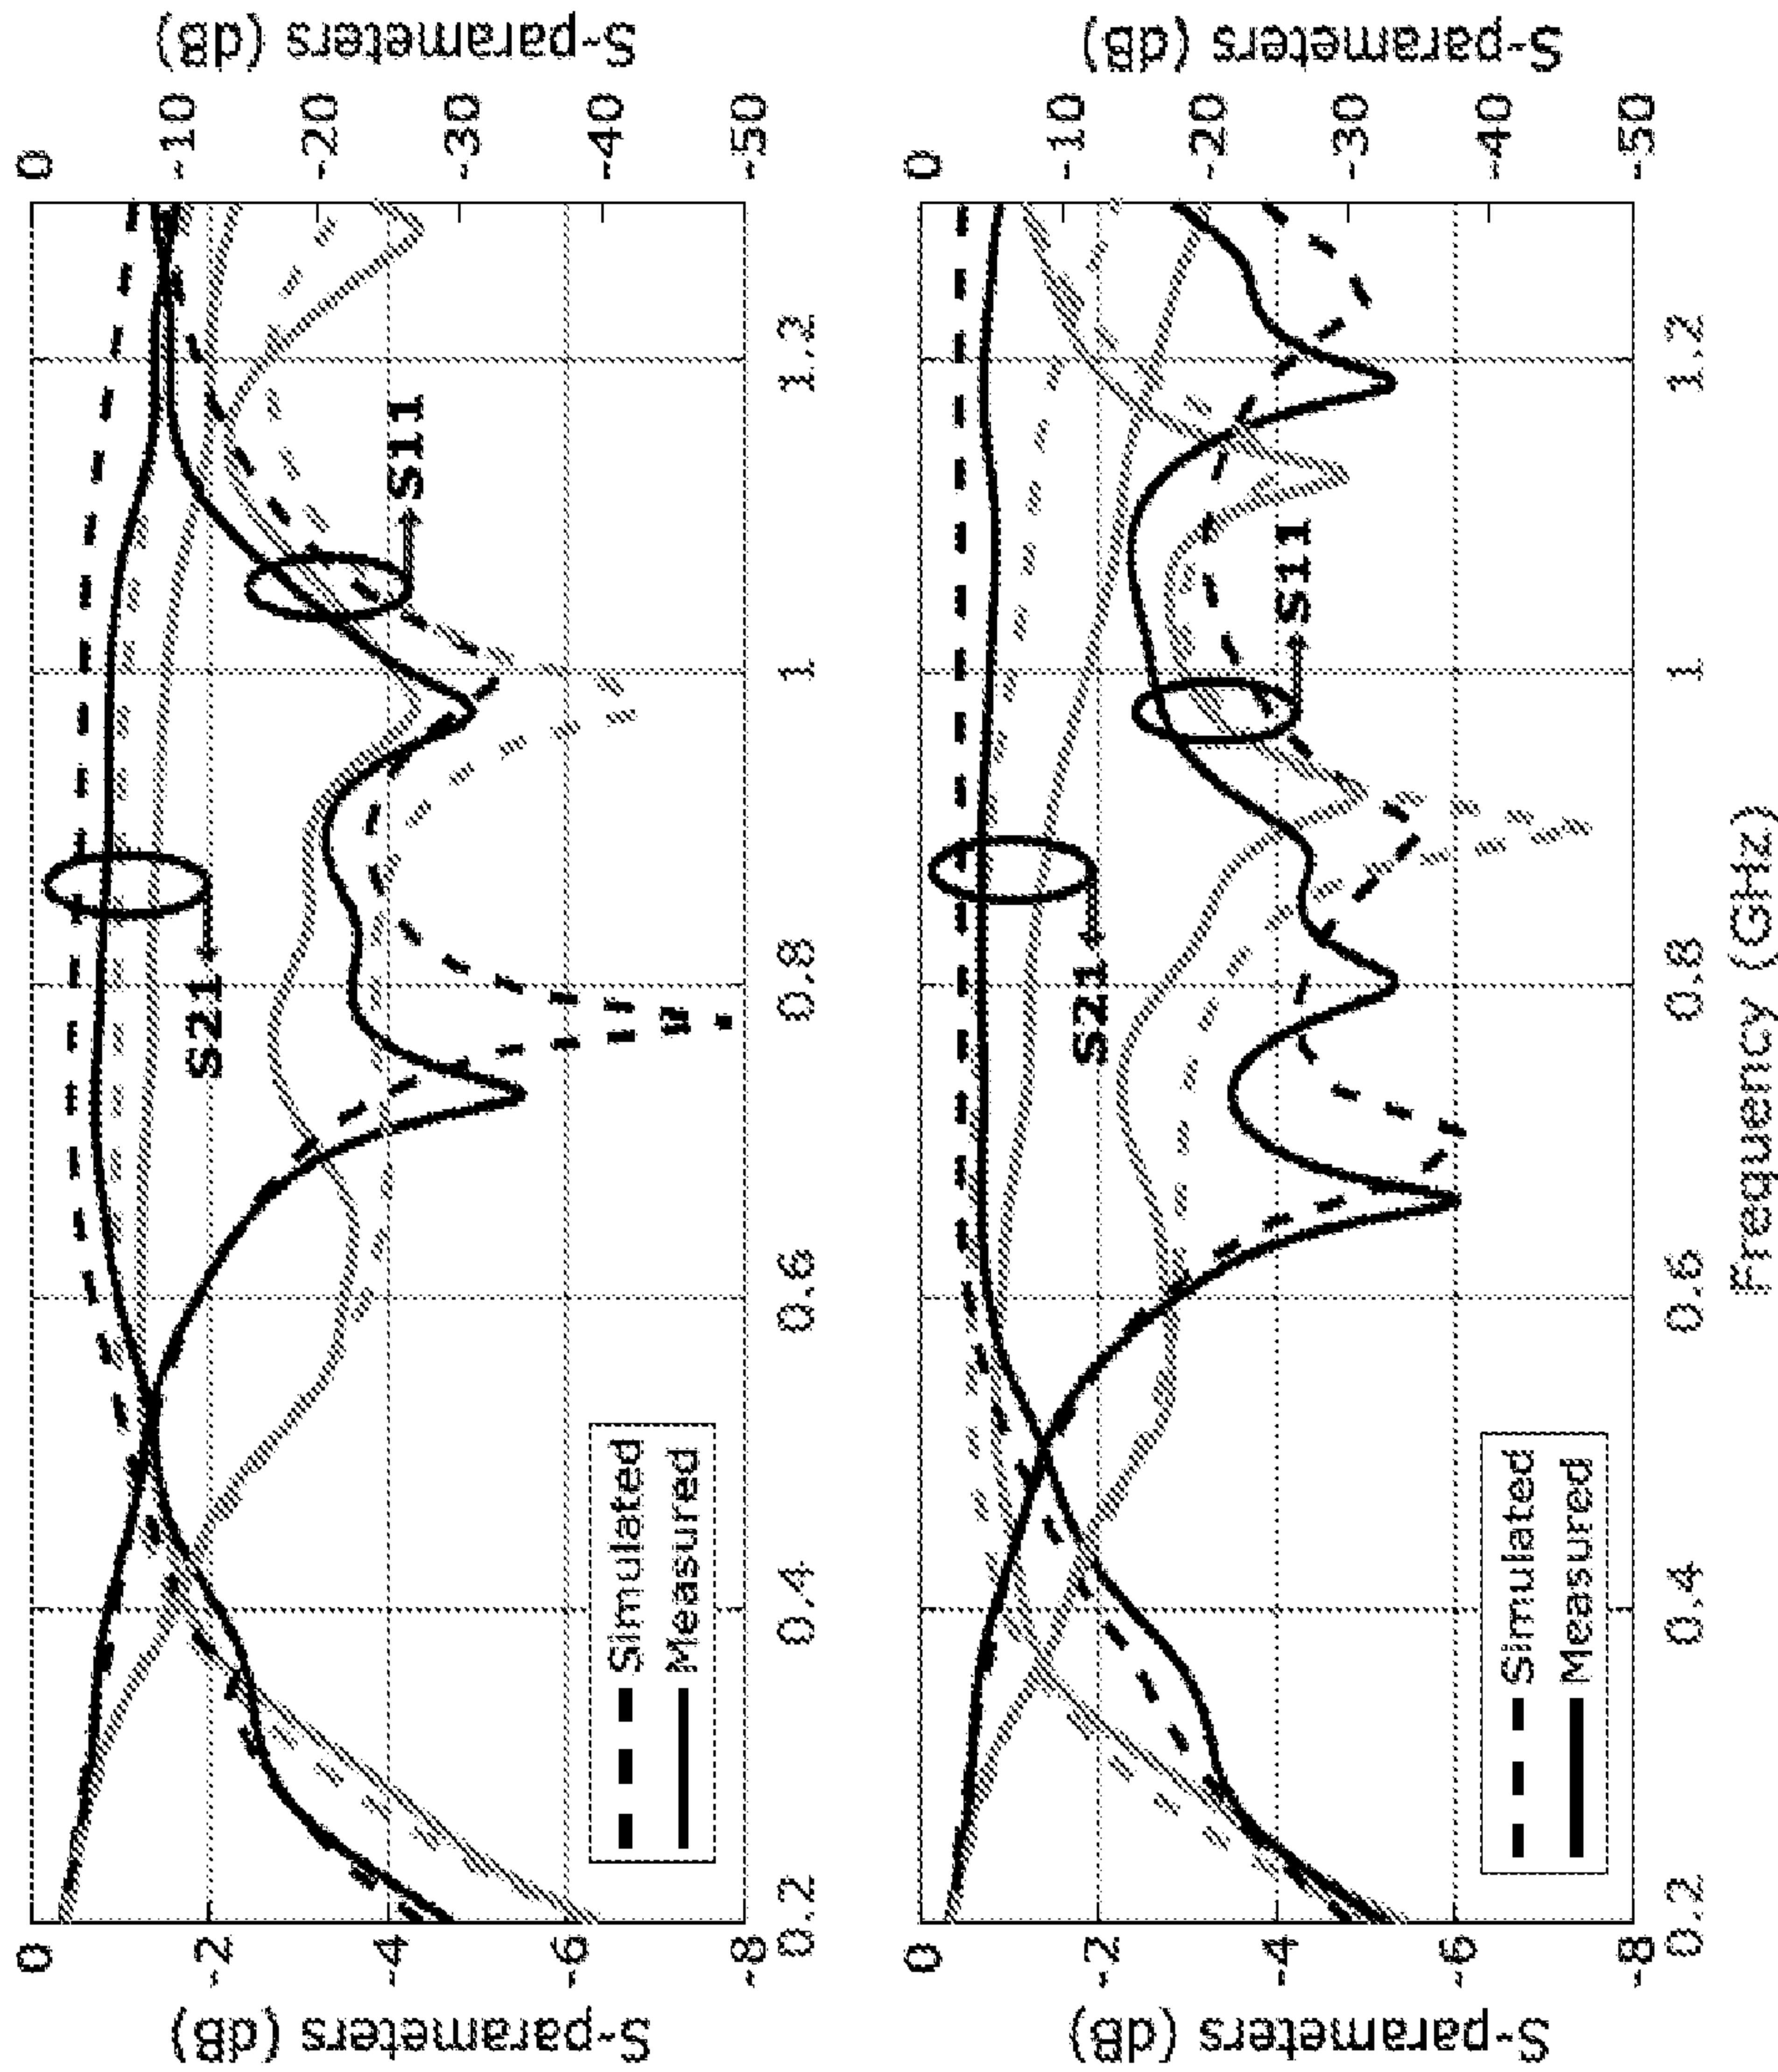 S-parameters (dB)
0
-2
-4
-6
-8
0
-10
-20
-30
-40
-50
S-parameters (dB)
S21
S11
Simulated
Measured
0.2
0.4
0.6
0.8
1
1.2
S-parameters (dB)
0
-2
-4
-6
-8
0
-10
-20
-30
-40
-50
S-parameters (dB)
S21
S11
Simulated
Measured
0.2
0.4
0.6
0.8
1
1.2
Frequency (GHz)